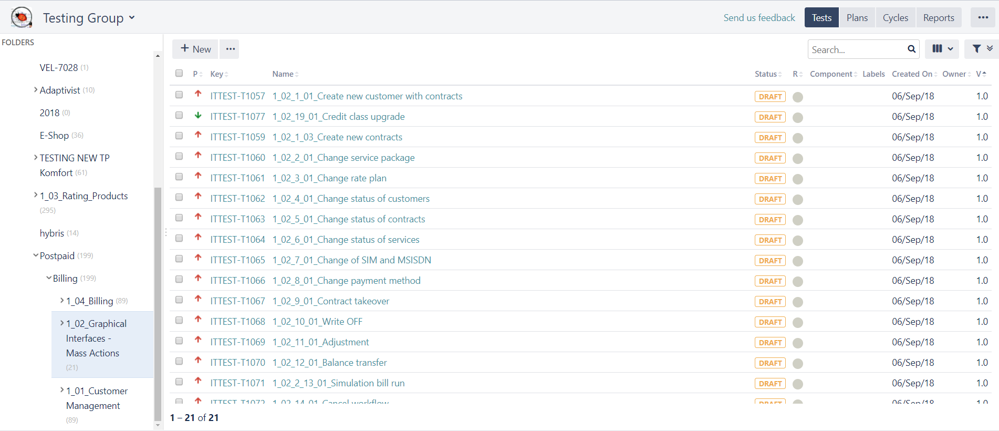 Testing Group
Send us feedback
Tests
Plans
Cycles
Reports
FOLDERS
VEL-7028 (1)
Adaptivist (10)
2018 (0)
E-Shop (36)
TESTING NEW TP
Komfort (61)
1_03_Rating_Products
(295)
hybris (14)
Postpaid (199)
Billing (199)
1_04_Billing (89)
1_02_Graphical
Interfaces -
Mass Actions
(21)
1_01_Customer
Management
(89)
+ New
Search...
P Key Name Status R Component Labels Created On Owner V
ITTEST-T1057 1_02_1_01_Create new customer with contracts DRAFT 06/Sep/18 1.0
ITTEST-T1077 1_02_19_01_Credit class upgrade DRAFT 06/Sep/18 1.0
ITTEST-T1059 1_02_1_03_Create new contracts DRAFT 06/Sep/18 1.0
ITTEST-T1060 1_02_2_01_Change service package DRAFT 06/Sep/18 1.0
ITTEST-T1061 1_02_3_01_Change rate plan DRAFT 06/Sep/18 1.0
ITTEST-T1062 1_02_4_01_Change status of customers DRAFT 06/Sep/18 1.0
ITTEST-T1063 1_02_5_01_Change status of contracts DRAFT 06/Sep/18 1.0
ITTEST-T1064 1_02_6_01_Change status of services DRAFT 06/Sep/18 1.0
ITTEST-T1065 1_02_7_01_Change of SIM and MSISDN DRAFT 06/Sep/18 1.0
ITTEST-T1066 1_02_8_01_Change payment method DRAFT 06/Sep/18 1.0
ITTEST-T1067 1_02_9_01_Contract takeover DRAFT 06/Sep/18 1.0
ITTEST-T1068 1_02_10_01_Write OFF DRAFT 06/Sep/18 1.0
ITTEST-T1069 1_02_11_01_Adjustment DRAFT 06/Sep/18 1.0
ITTEST-T1070 1_02_12_01_Balance transfer DRAFT 06/Sep/18 1.0
ITTEST-T1071 1_02_2_13_01_Simulation bill run DRAFT 06/Sep/18 1.0
ITTEST-T1072 1_02_14_01_Cancel workflow DRAFT 06/Sep/18 1.0
1 – 21 of 21